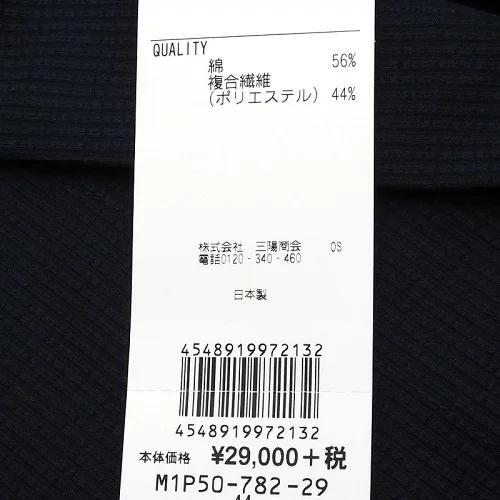 QUALITY
綿 56%
複合繊維
(ポリエステル) 44%
株式会社 三陽商会 OS
電話0120-340-460
日本製
4548919972132
4548919972132
本体価格 ¥29,000+税
M1P50-782-29